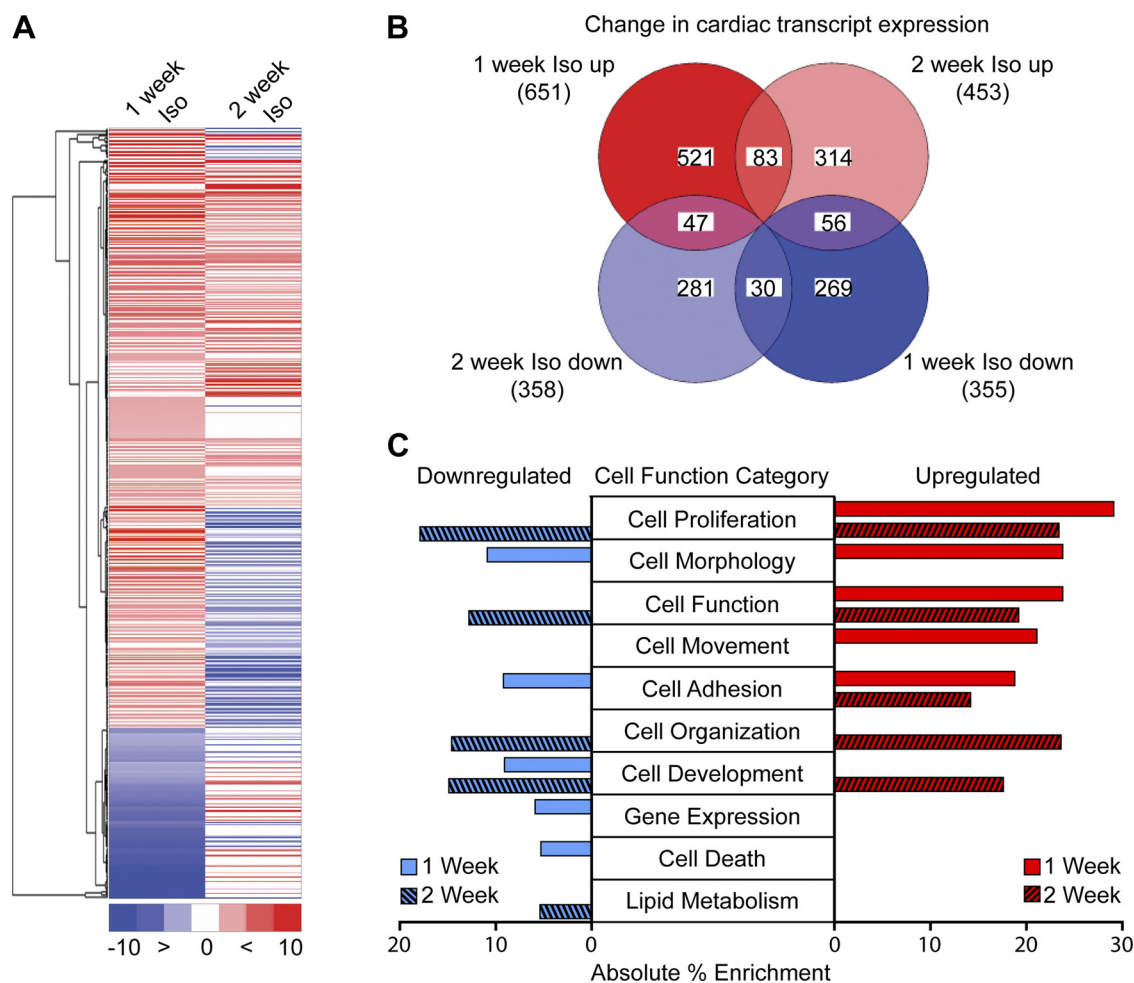 A
1 week
Iso
2 week
Iso
-10 > 0 < 10
B
Change in cardiac transcript expression
1 week Iso up
(651)
2 week Iso up
(453)
521 83 314
47 56
281 30 269
2 week Iso down
(358)
1 week Iso down
(355)
C
Downregulated Cell Function Category Upregulated
Cell Proliferation
Cell Morphology
Cell Function
Cell Movement
Cell Adhesion
Cell Organization
Cell Development
Gene Expression
Cell Death
Lipid Metabolism
1 Week
2 Week
1 Week
2 Week
20 10 0 0 10 20 30
Absolute % Enrichment